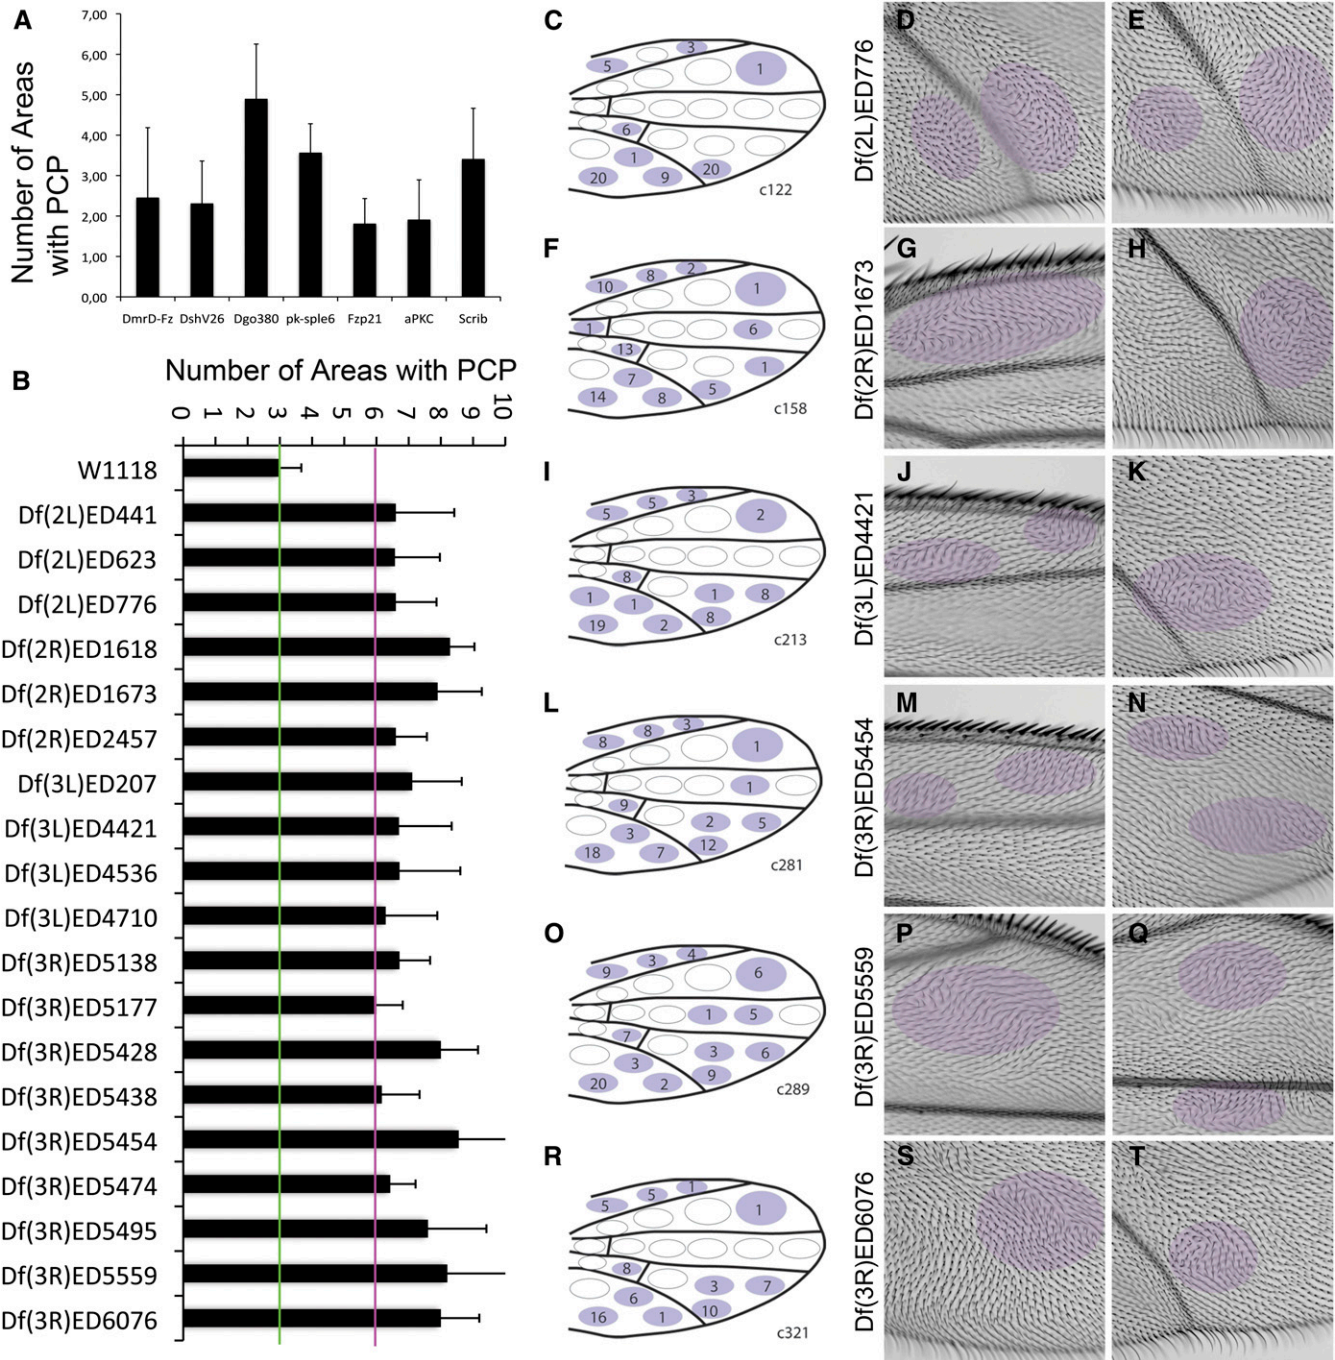 A
Number of Areas
with PCP
7,00
6,00
5,00
4,00
3,00
2,00
1,00
0,00
DmrD-Fz DshV26 Dgo380 pk-sple6 Fzp21 aPKC Scrib
B
Number of Areas with PCP
0 1 2 3 4 5 6 7 8 9 10
W1118
Df(2L)ED441
Df(2L)ED623
Df(2L)ED776
Df(2R)ED1618
Df(2R)ED1673
Df(2R)ED2457
Df(3L)ED207
Df(3L)ED4421
Df(3L)ED4536
Df(3L)ED4710
Df(3R)ED5138
Df(3R)ED5177
Df(3R)ED5428
Df(3R)ED5438
Df(3R)ED5454
Df(3R)ED5474
Df(3R)ED5495
Df(3R)ED5559
Df(3R)ED6076
C
3
5
1
6
1
20
9
20
c122
Df(2L)ED776
D
E
F
2
8
10
1
1
6
13
1
7
14
8
5
c158
Df(2R)ED1673
G
H
I
3
5
5
2
8
1
1
1
8
19
2
8
c213
Df(3L)ED4421
J
K
L
3
8
8
1
1
9
2
5
3
18
7
12
c281
Df(3R)ED5454
M
N
O
4
3
9
6
1
5
7
3
6
3
20
2
9
c289
Df(3R)ED5559
P
Q
R
1
5
5
1
8
3
7
6
16
1
10
c321
Df(3R)ED6076
S
T